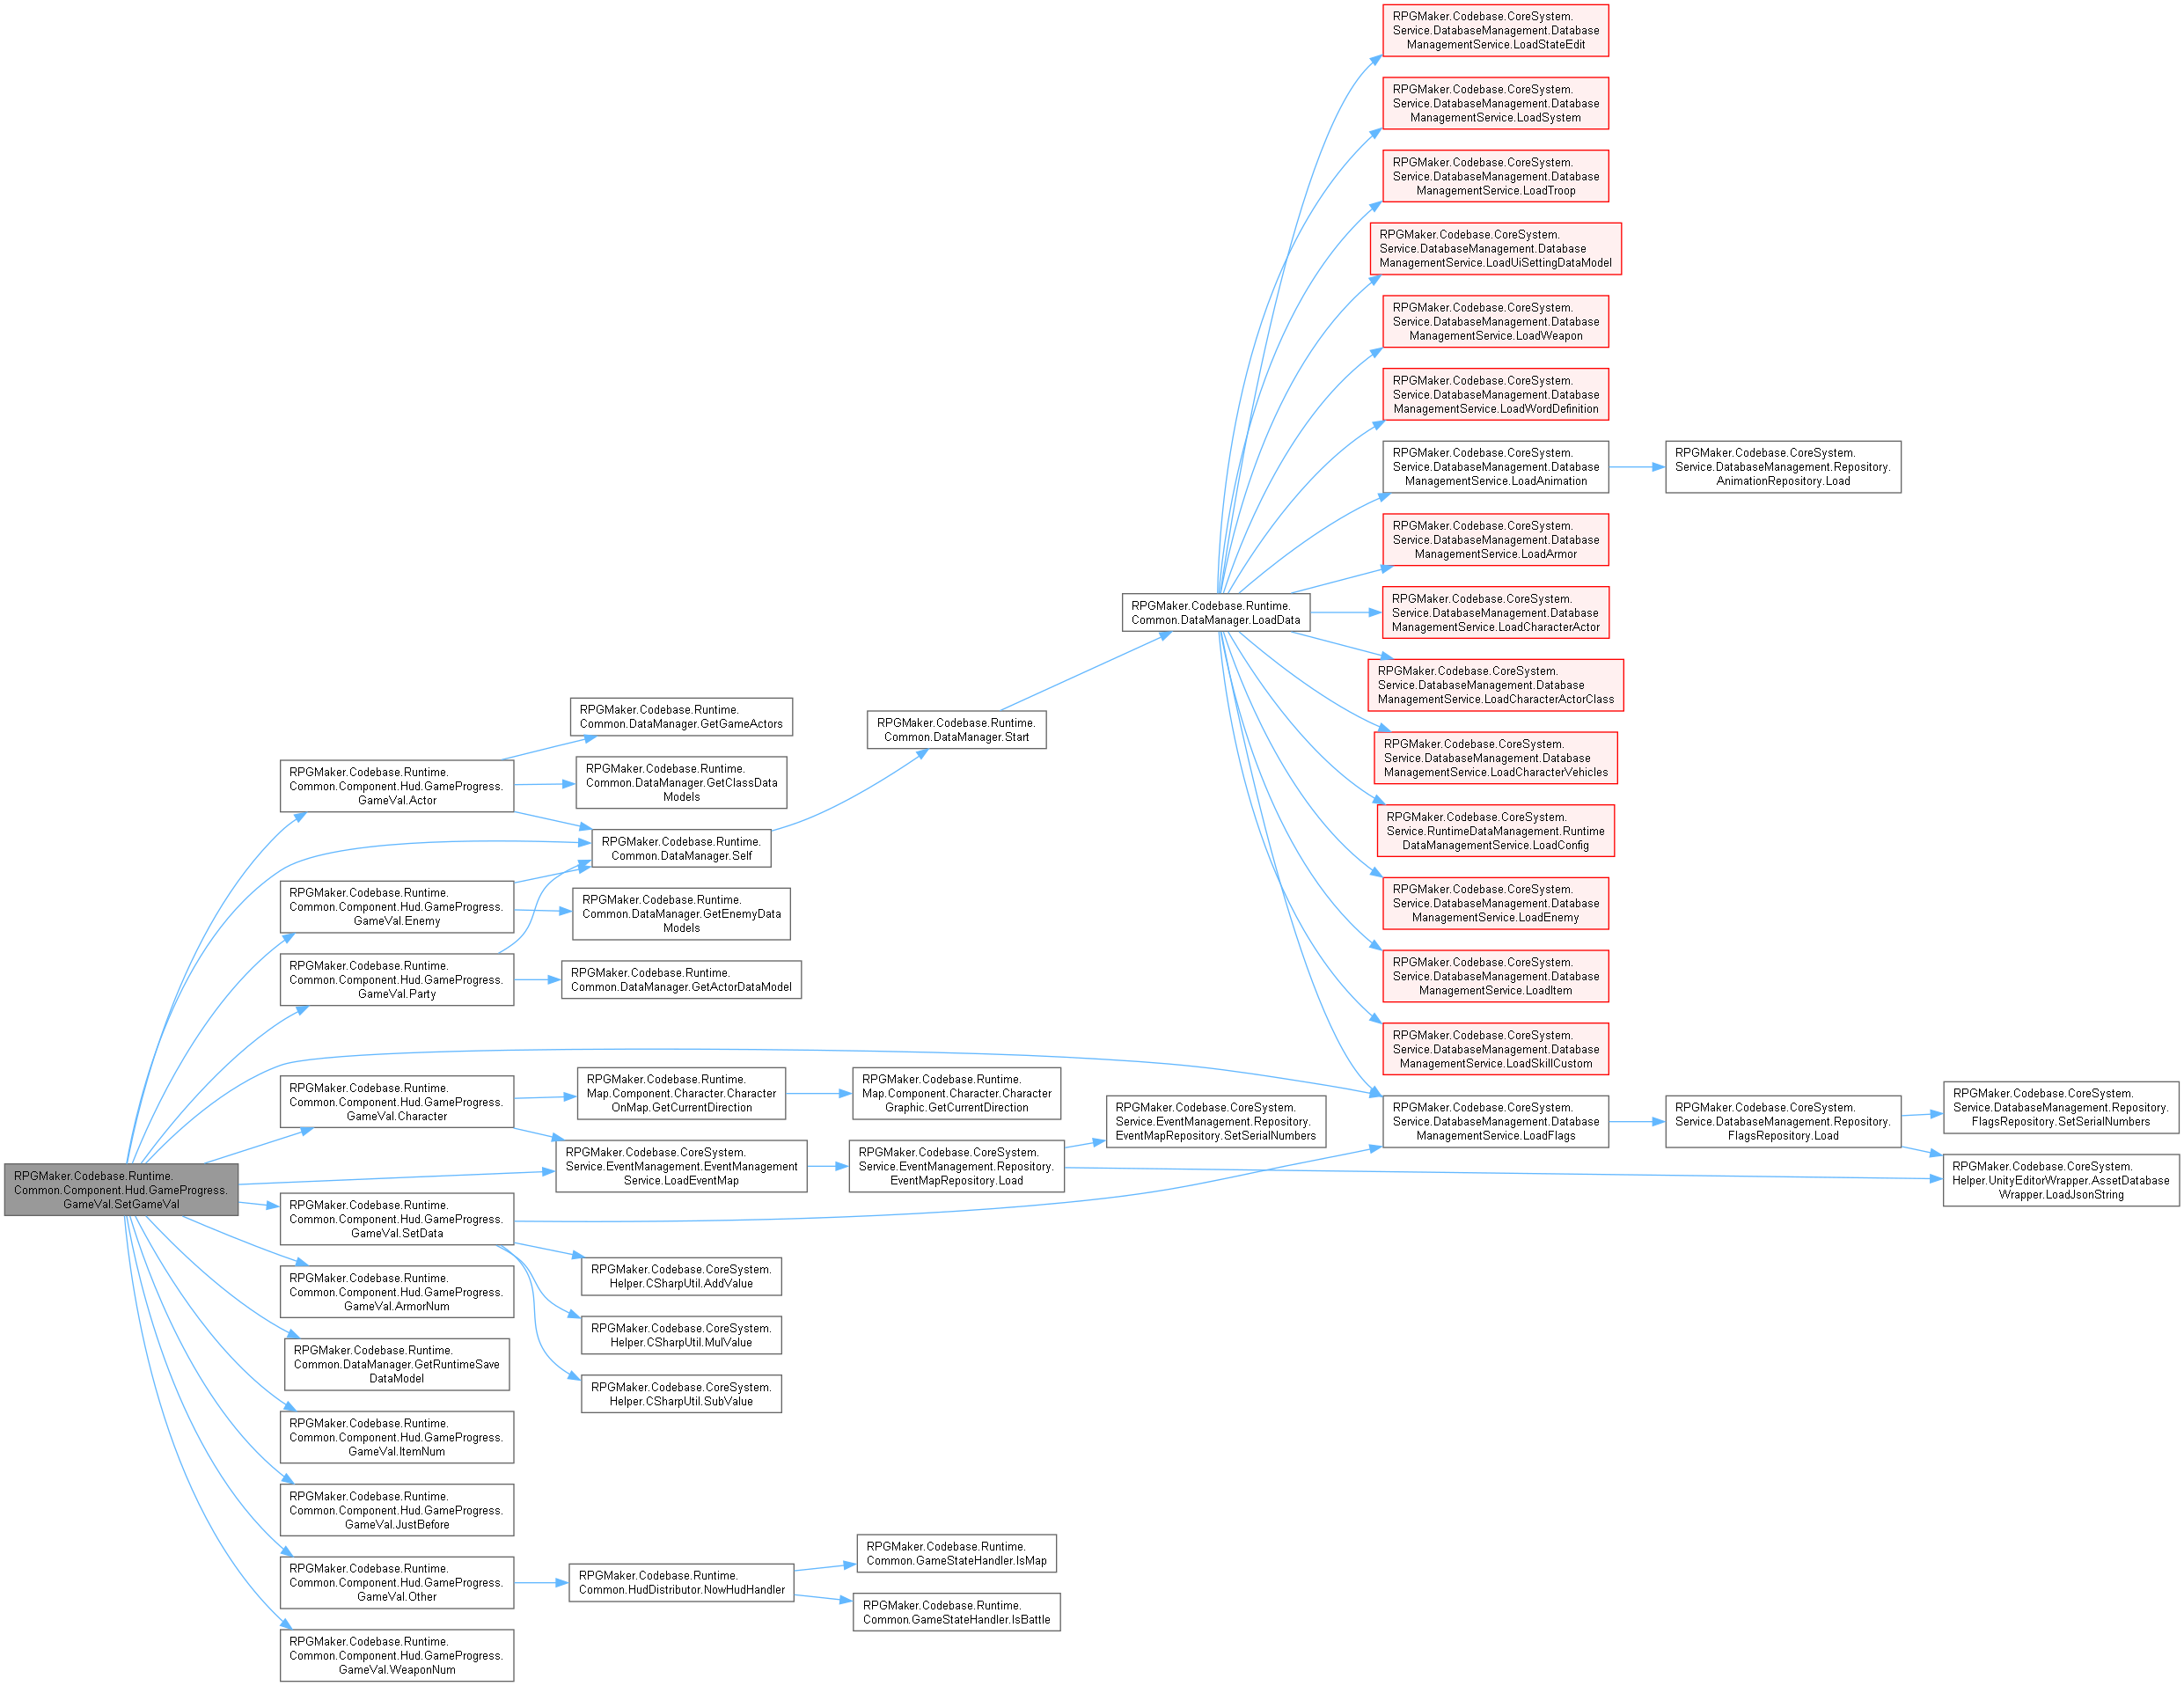 RPGMaker.Codebase.CoreSystem.
Service.DatabaseManagement.Database
ManagementService.LoadStateEdit
RPGMaker.Codebase.CoreSystem.
Service.DatabaseManagement.Database
ManagementService.LoadSystem
RPGMaker.Codebase.CoreSystem.
Service.DatabaseManagement.Database
ManagementService.LoadTroop
RPGMaker.Codebase.CoreSystem.
Service.DatabaseManagement.Database
ManagementService.LoadUiSettingDataModel
RPGMaker.Codebase.CoreSystem.
Service.DatabaseManagement.Database
ManagementService.LoadWeapon
RPGMaker.Codebase.CoreSystem.
Service.DatabaseManagement.Database
ManagementService.LoadWordDefinition
RPGMaker.Codebase.CoreSystem.
Service.DatabaseManagement.Database
ManagementService.LoadAnimation
RPGMaker.Codebase.CoreSystem.
Service.DatabaseManagement.Repository.
AnimationRepository.Load
RPGMaker.Codebase.CoreSystem.
Service.DatabaseManagement.Database
ManagementService.LoadArmor
RPGMaker.Codebase.Runtime.
Common.DataManager.LoadData
RPGMaker.Codebase.CoreSystem.
Service.DatabaseManagement.Database
ManagementService.LoadCharacterActor
RPGMaker.Codebase.CoreSystem.
Service.DatabaseManagement.Database
ManagementService.LoadCharacterActorClass
RPGMaker.Codebase.Runtime.
Common.DataManager.GetGameActors
RPGMaker.Codebase.Runtime.
Common.DataManager.Start
RPGMaker.Codebase.CoreSystem.
Service.DatabaseManagement.Database
ManagementService.LoadCharacterVehicles
RPGMaker.Codebase.Runtime.
Common.Component.Hud.GameProgress.
GameVal.Actor
RPGMaker.Codebase.Runtime.
Common.DataManager.GetClassData
Models
RPGMaker.Codebase.CoreSystem.
Service.RuntimeDataManagement.Runtime
DataManagementService.LoadConfig
RPGMaker.Codebase.Runtime.
Common.DataManager.Self
RPGMaker.Codebase.Runtime.
Common.Component.Hud.GameProgress.
GameVal.Enemy
RPGMaker.Codebase.Runtime.
Common.DataManager.GetEnemyData
Models
RPGMaker.Codebase.CoreSystem.
Service.DatabaseManagement.Database
ManagementService.LoadEnemy
RPGMaker.Codebase.Runtime.
Common.Component.Hud.GameProgress.
GameVal.Party
RPGMaker.Codebase.Runtime.
Common.DataManager.GetActorDataModel
RPGMaker.Codebase.CoreSystem.
Service.DatabaseManagement.Database
ManagementService.LoadItem
RPGMaker.Codebase.CoreSystem.
Service.DatabaseManagement.Database
ManagementService.LoadSkillCustom
RPGMaker.Codebase.Runtime.
Common.Component.Hud.GameProgress.
GameVal.Character
RPGMaker.Codebase.Runtime.
Map.Component.Character.Character
OnMap.GetCurrentDirection
RPGMaker.Codebase.Runtime.
Map.Component.Character.Character
Graphic.GetCurrentDirection
RPGMaker.Codebase.CoreSystem.
Service.EventManagement.Repository.
EventMapRepository.SetSerialNumbers
RPGMaker.Codebase.CoreSystem.
Service.DatabaseManagement.Database
ManagementService.LoadFlags
RPGMaker.Codebase.CoreSystem.
Service.DatabaseManagement.Repository.
FlagsRepository.Load
RPGMaker.Codebase.CoreSystem.
Service.DatabaseManagement.Repository.
FlagsRepository.SetSerialNumbers
RPGMaker.Codebase.Runtime.
Common.Component.Hud.GameProgress.
GameVal.SetGameVal
RPGMaker.Codebase.CoreSystem.
Service.EventManagement.EventManagement
Service.LoadEventMap
RPGMaker.Codebase.CoreSystem.
Service.EventManagement.Repository.
EventMapRepository.Load
RPGMaker.Codebase.CoreSystem.
Helper.UnityEditorWrapper.AssetDatabase
Wrapper.LoadJsonString
RPGMaker.Codebase.Runtime.
Common.Component.Hud.GameProgress.
GameVal.SetData
RPGMaker.Codebase.CoreSystem.
Helper.CSharpUtil.AddValue
RPGMaker.Codebase.Runtime.
Common.Component.Hud.GameProgress.
GameVal.ArmorNum
RPGMaker.Codebase.CoreSystem.
Helper.CSharpUtil.MulValue
RPGMaker.Codebase.Runtime.
Common.DataManager.GetRuntimeSave
DataModel
RPGMaker.Codebase.CoreSystem.
Helper.CSharpUtil.SubValue
RPGMaker.Codebase.Runtime.
Common.Component.Hud.GameProgress.
GameVal.ItemNum
RPGMaker.Codebase.Runtime.
Common.Component.Hud.GameProgress.
GameVal.JustBefore
RPGMaker.Codebase.Runtime.
Common.Component.Hud.GameProgress.
GameVal.Other
RPGMaker.Codebase.Runtime.
Common.HudDistributor.NowHudHandler
RPGMaker.Codebase.Runtime.
Common.GameStateHandler.IsMap
RPGMaker.Codebase.Runtime.
Common.GameStateHandler.IsBattle
RPGMaker.Codebase.Runtime.
Common.Component.Hud.GameProgress.
GameVal.WeaponNum